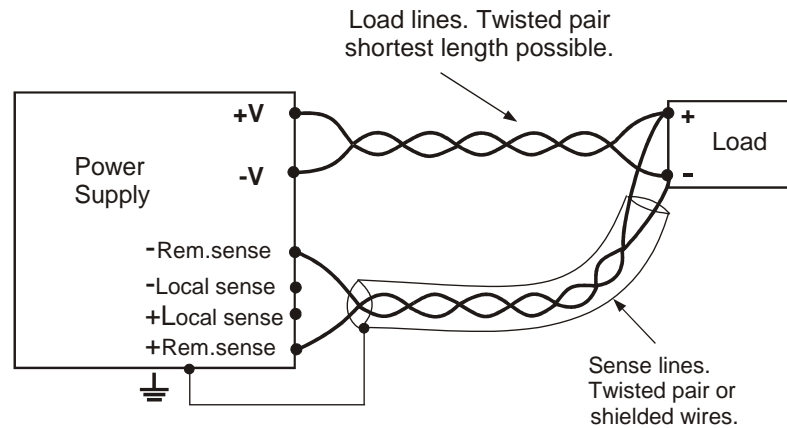 Load lines. Twisted pair
shortest length possible.
+V
-V
Power
Supply
-Rem.sense
-Local sense
+Local sense
+Rem.sense
+
-
Load
Sense lines.
Twisted pair or
shielded wires.